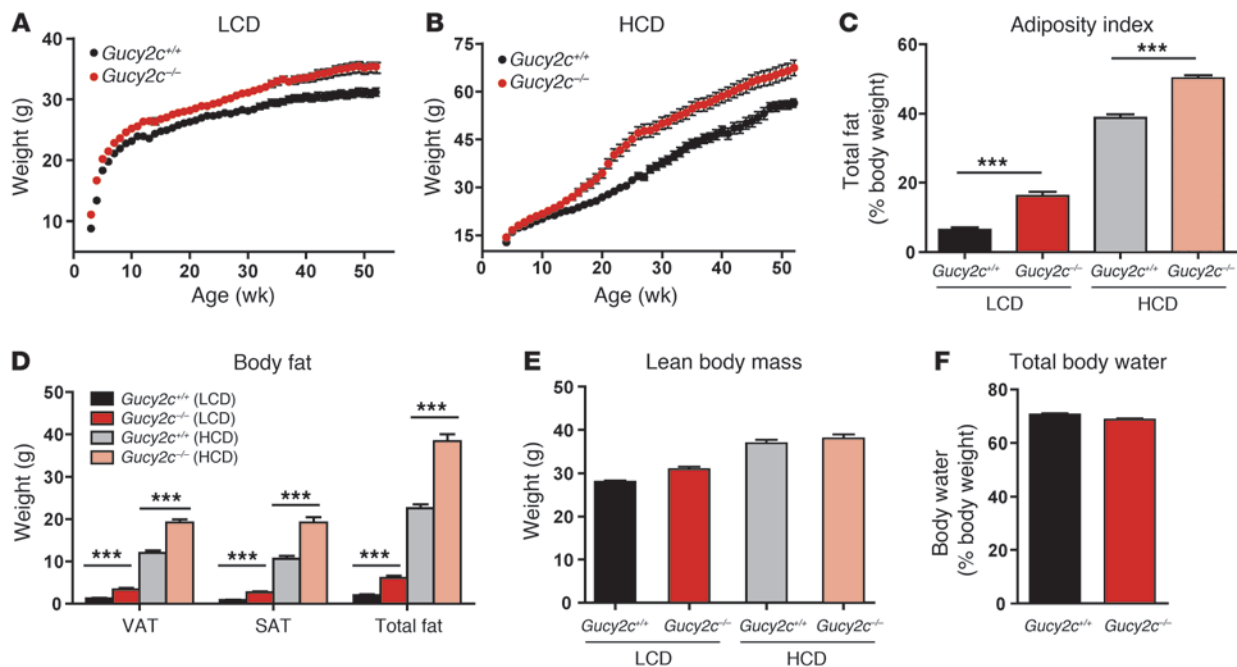 A
LCD
Gucy2c+/+
Gucy2c−/−
Weight (g)
40
30
20
10
0 10 20 30 40 50
Age (wk)
B
HCD
Gucy2c+/+
Gucy2c−/−
Weight (g)
75
60
45
30
15
0 10 20 30 40 50
Age (wk)
C
Adiposity index
Total fat
(% body weight)
60
40
20
0
***
***
Gucy2c+/+ Gucy2c−/− Gucy2c+/+ Gucy2c−/−
LCD HCD
D
Body fat
Gucy2c+/+ (LCD)
Gucy2c−/− (LCD)
Gucy2c+/+ (HCD)
Gucy2c−/− (HCD)
Weight (g)
50
40
30
20
10
0
*** *** *** *** *** ***
VAT SAT Total fat
E
Lean body mass
Weight (g)
50
40
30
20
10
0
Gucy2c+/+ Gucy2c−/− Gucy2c+/+ Gucy2c−/−
LCD HCD
F
Total body water
Body water
(% body weight)
100
80
60
40
20
0
Gucy2c+/+ Gucy2c−/−